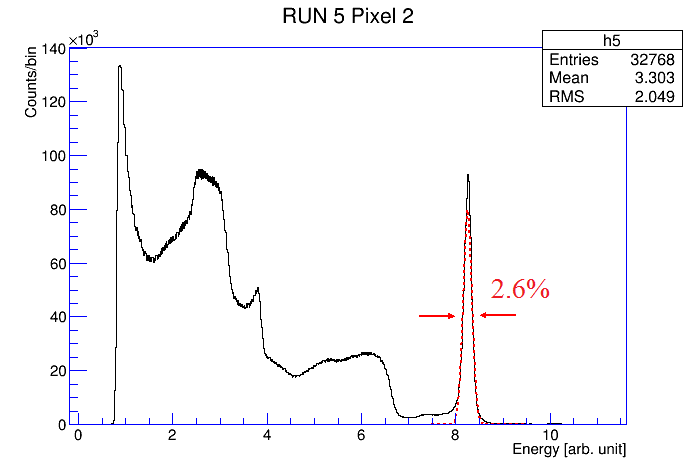 RUN 5 Pixel 2
×10³
h5
Entries 32768
Mean 3.303
RMS 2.049
Counts/bin
140
120
100
80
60
40
20
0
2.6%
0 2 4 6 8 10
Energy [arb. unit]